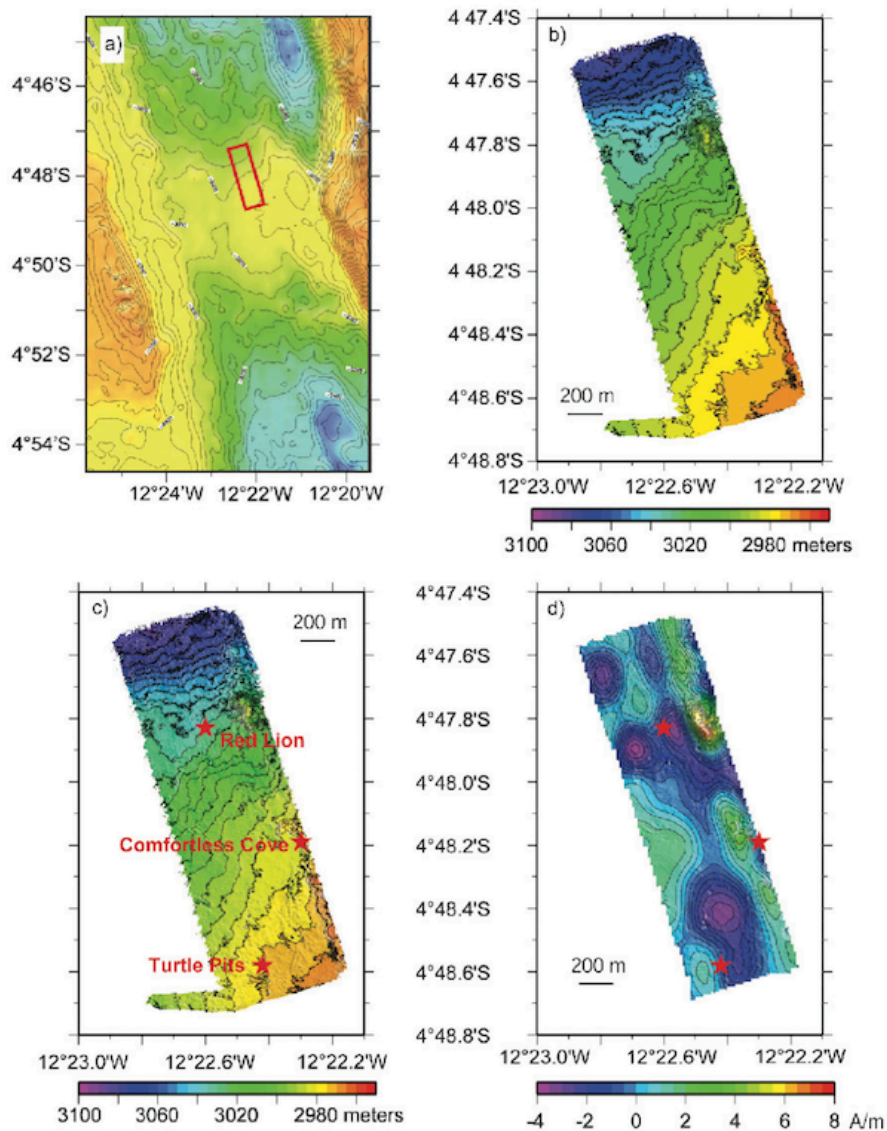 a)
4°46'S
4°48'S
4°50'S
4°52'S
4°54'S
12°24'W 12°22'W 12°20'W
b)
4 47.4'S
4 47.6'S
4 47.8'S
4 48.0'S
4 48.2'S
4°48.4'S
4°48.6'S
4°48.8'S
200 m
12°23.0'W 12°22.6'W 12°22.2'W
3100 3060 3020 2980 meters
c)
200 m
Red Lion
Comfortless Cove
Turtle Pits
12°23.0'W 12°22.6'W 12°22.2'W
3100 3060 3020 2980 meters
d)
4°47.4'S
4°47.6'S
4°47.8'S
4°48.0'S
4°48.2'S
4°48.4'S
4°48.6'S
4°48.8'S
200 m
12°23.0'W 12°22.6'W 12°22.2'W
-4 -2 0 2 4 6 8 A/m